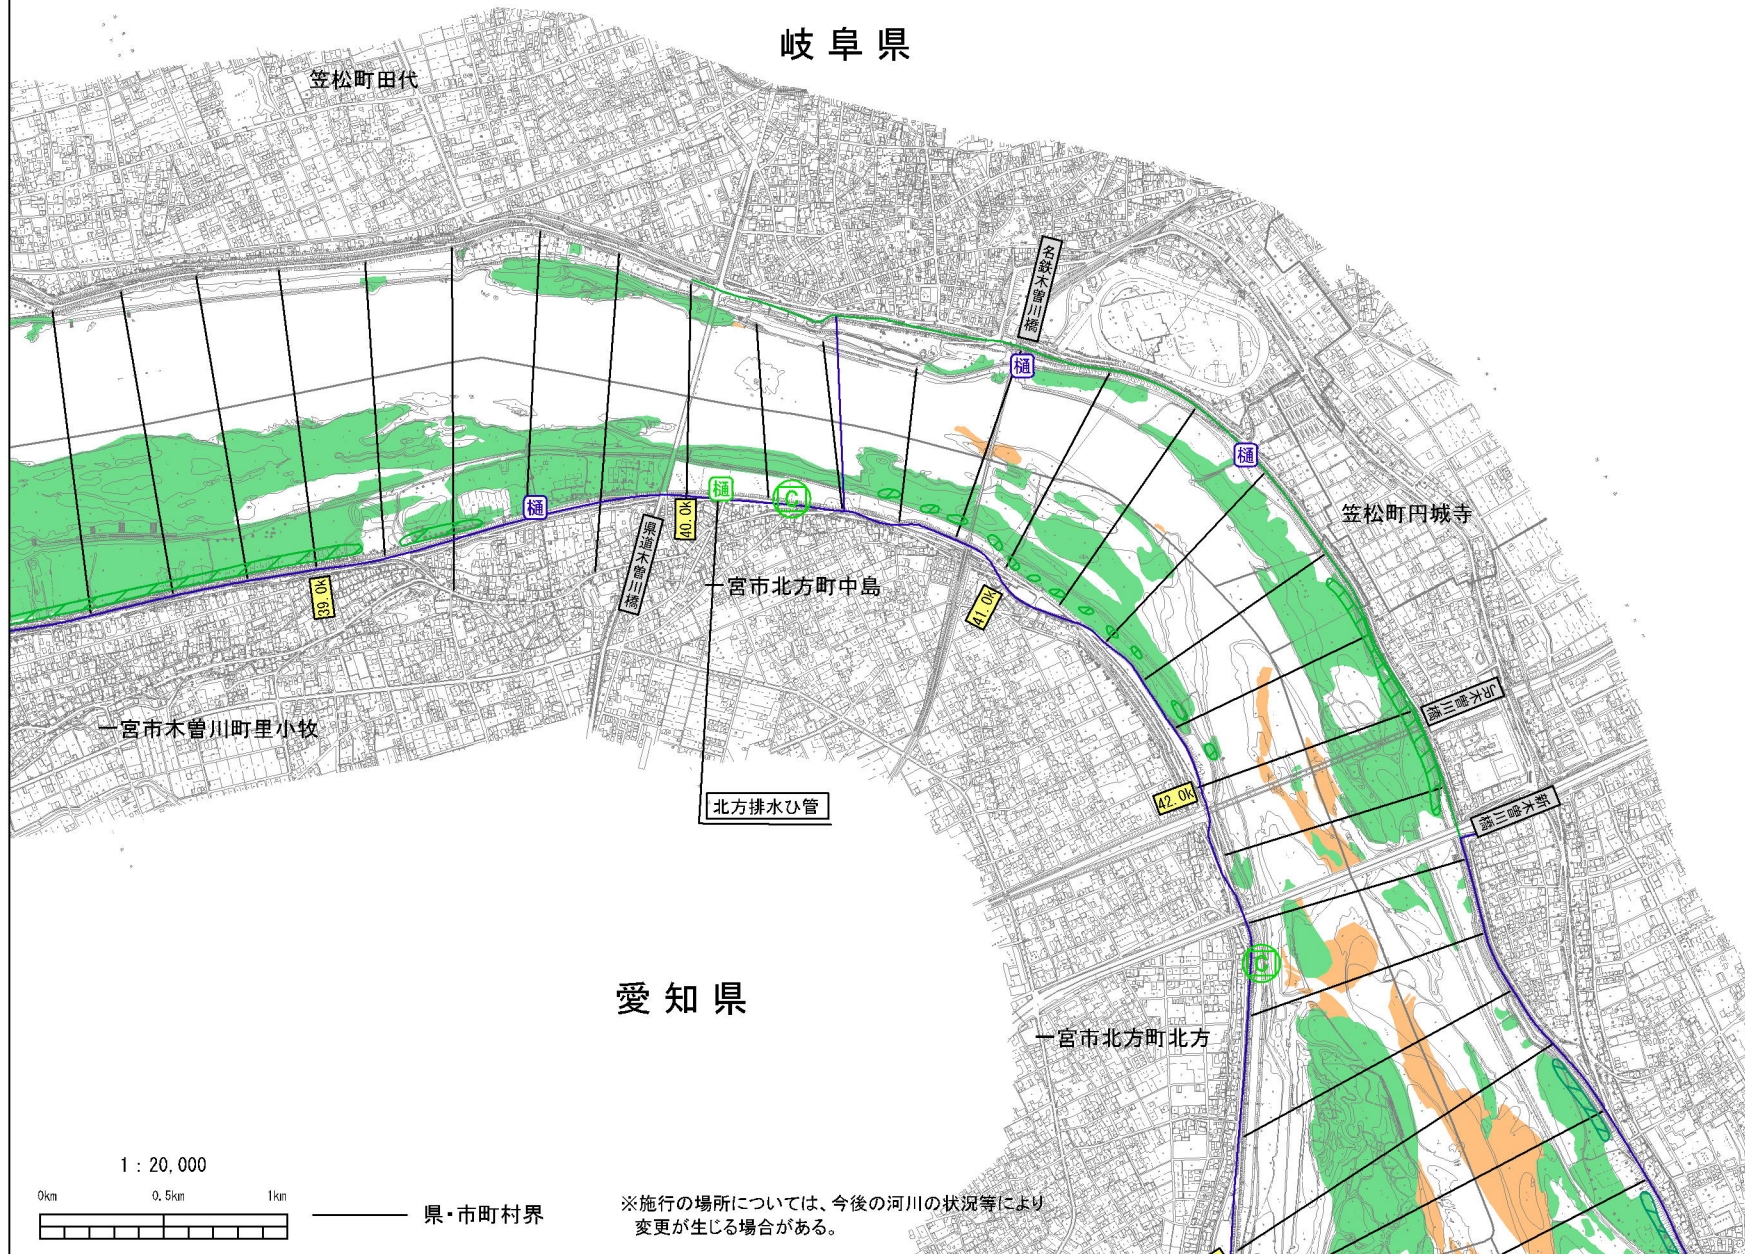 岐阜県
笠松町田代
名鉄木曽川橋
樋
樋
笠松町円城寺
樋
樋
C
40.0k
県道木曽川橋
39.0k
一宮市北方町中島
41.0k
JR木曽川橋
一宮市木曽川町里小牧
42.0k
新木曽川橋
北方排水ひ管
C
愛知県
一宮市北方町北方
1:20,000
0km 0.5km 1km
県・市町村界
※施行の場所については、今後の河川の状況等により
変更が生じる場合がある。